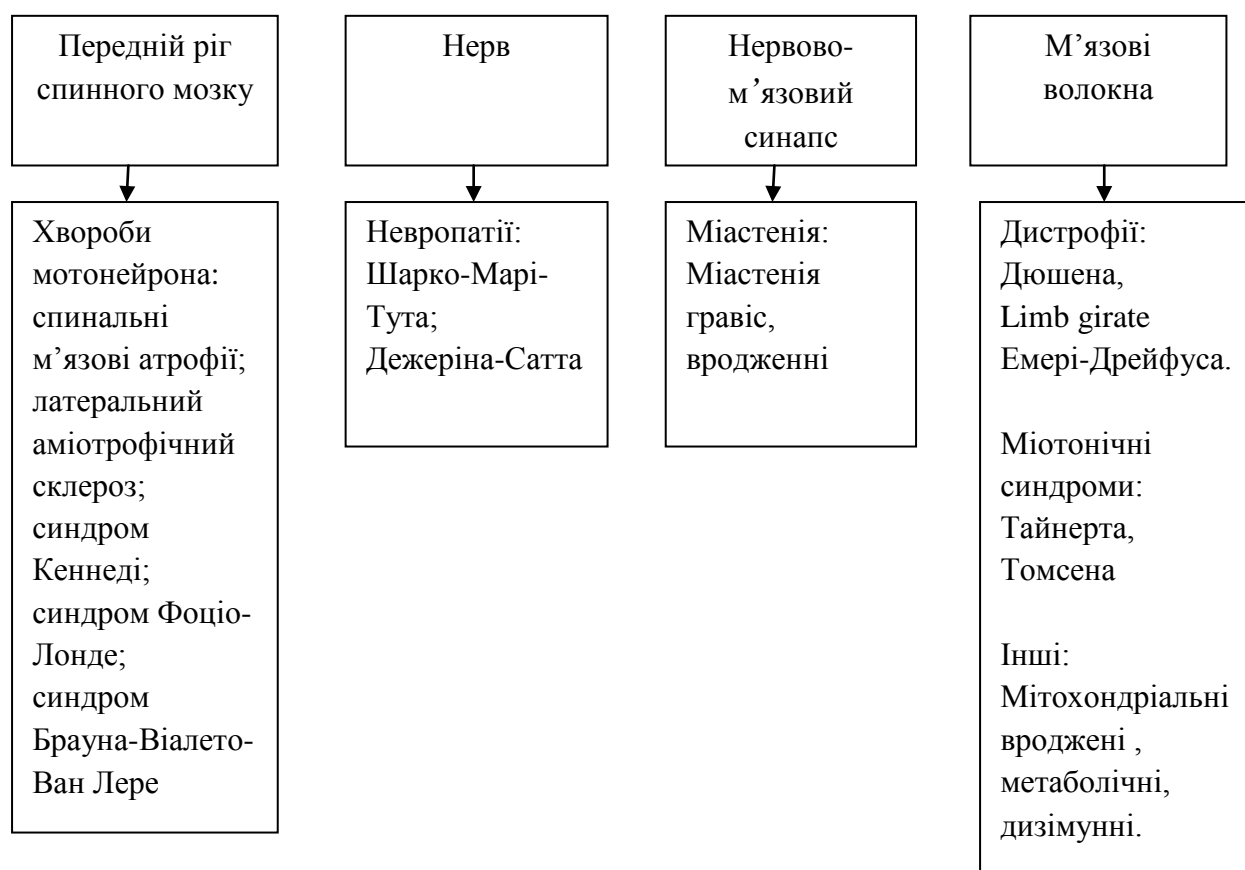 Передній ріг
спинного мозку
Нерв
Нервово-
м’язовий
синапс
М’язові
волокна
Хвороби
мотонейрона:
спинальні
м’язові атрофії;
латеральний
аміотрофічний
склероз;
синдром
Кеннеді;
синдром Фоціо-
Лонде;
синдром
Брауна-Віалето-
Ван Лере
Невропатії:
Шарко-Марі-
Тута;
Дежеріна-Сатта
Міастенія:
Міастенія
гравіс,
вродженні
Дистрофії:
Дюшена,
Limb girate
Емері-Дрейфуса.
Міотонічні
синдроми:
Тайнерта,
Томсена
Інші:
Мітохондріальні
вроджені ,
метаболічні,
дизімунні.